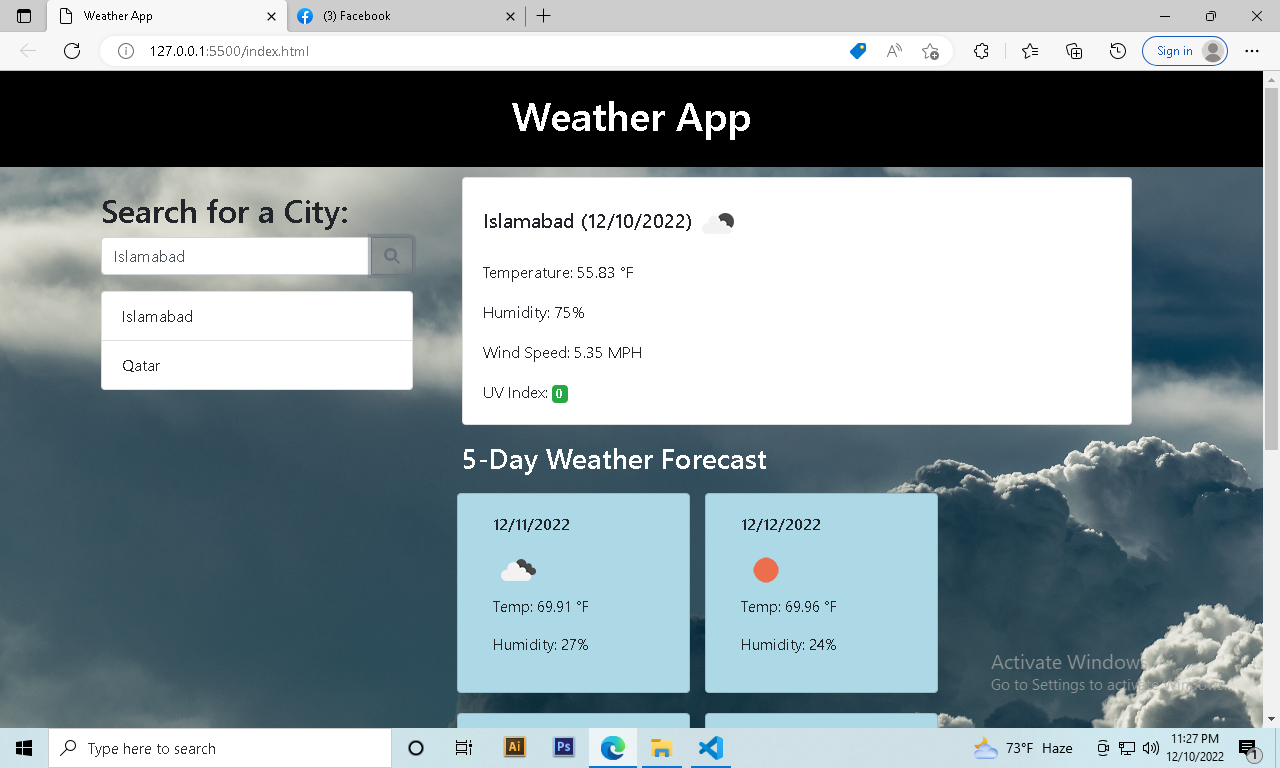 Weather App
(3) Facebook
127.0.0.1:5500/index.html
Sign in
Weather App
Search for a City:
Islamabad
Islamabad
Qatar
Islamabad (12/10/2022)
Temperature: 55.83 °F
Humidity: 75%
Wind Speed: 5.35 MPH
UV Index: 0
5-Day Weather Forecast
12/11/2022
Temp: 69.91 °F
Humidity: 27%
12/12/2022
Temp: 69.96 °F
Humidity: 24%
Activate Windows
Go to Settings to activate Windows.
Type here to search
Ai
Ps
73°F Haze
11:27 PM
12/10/2022
1